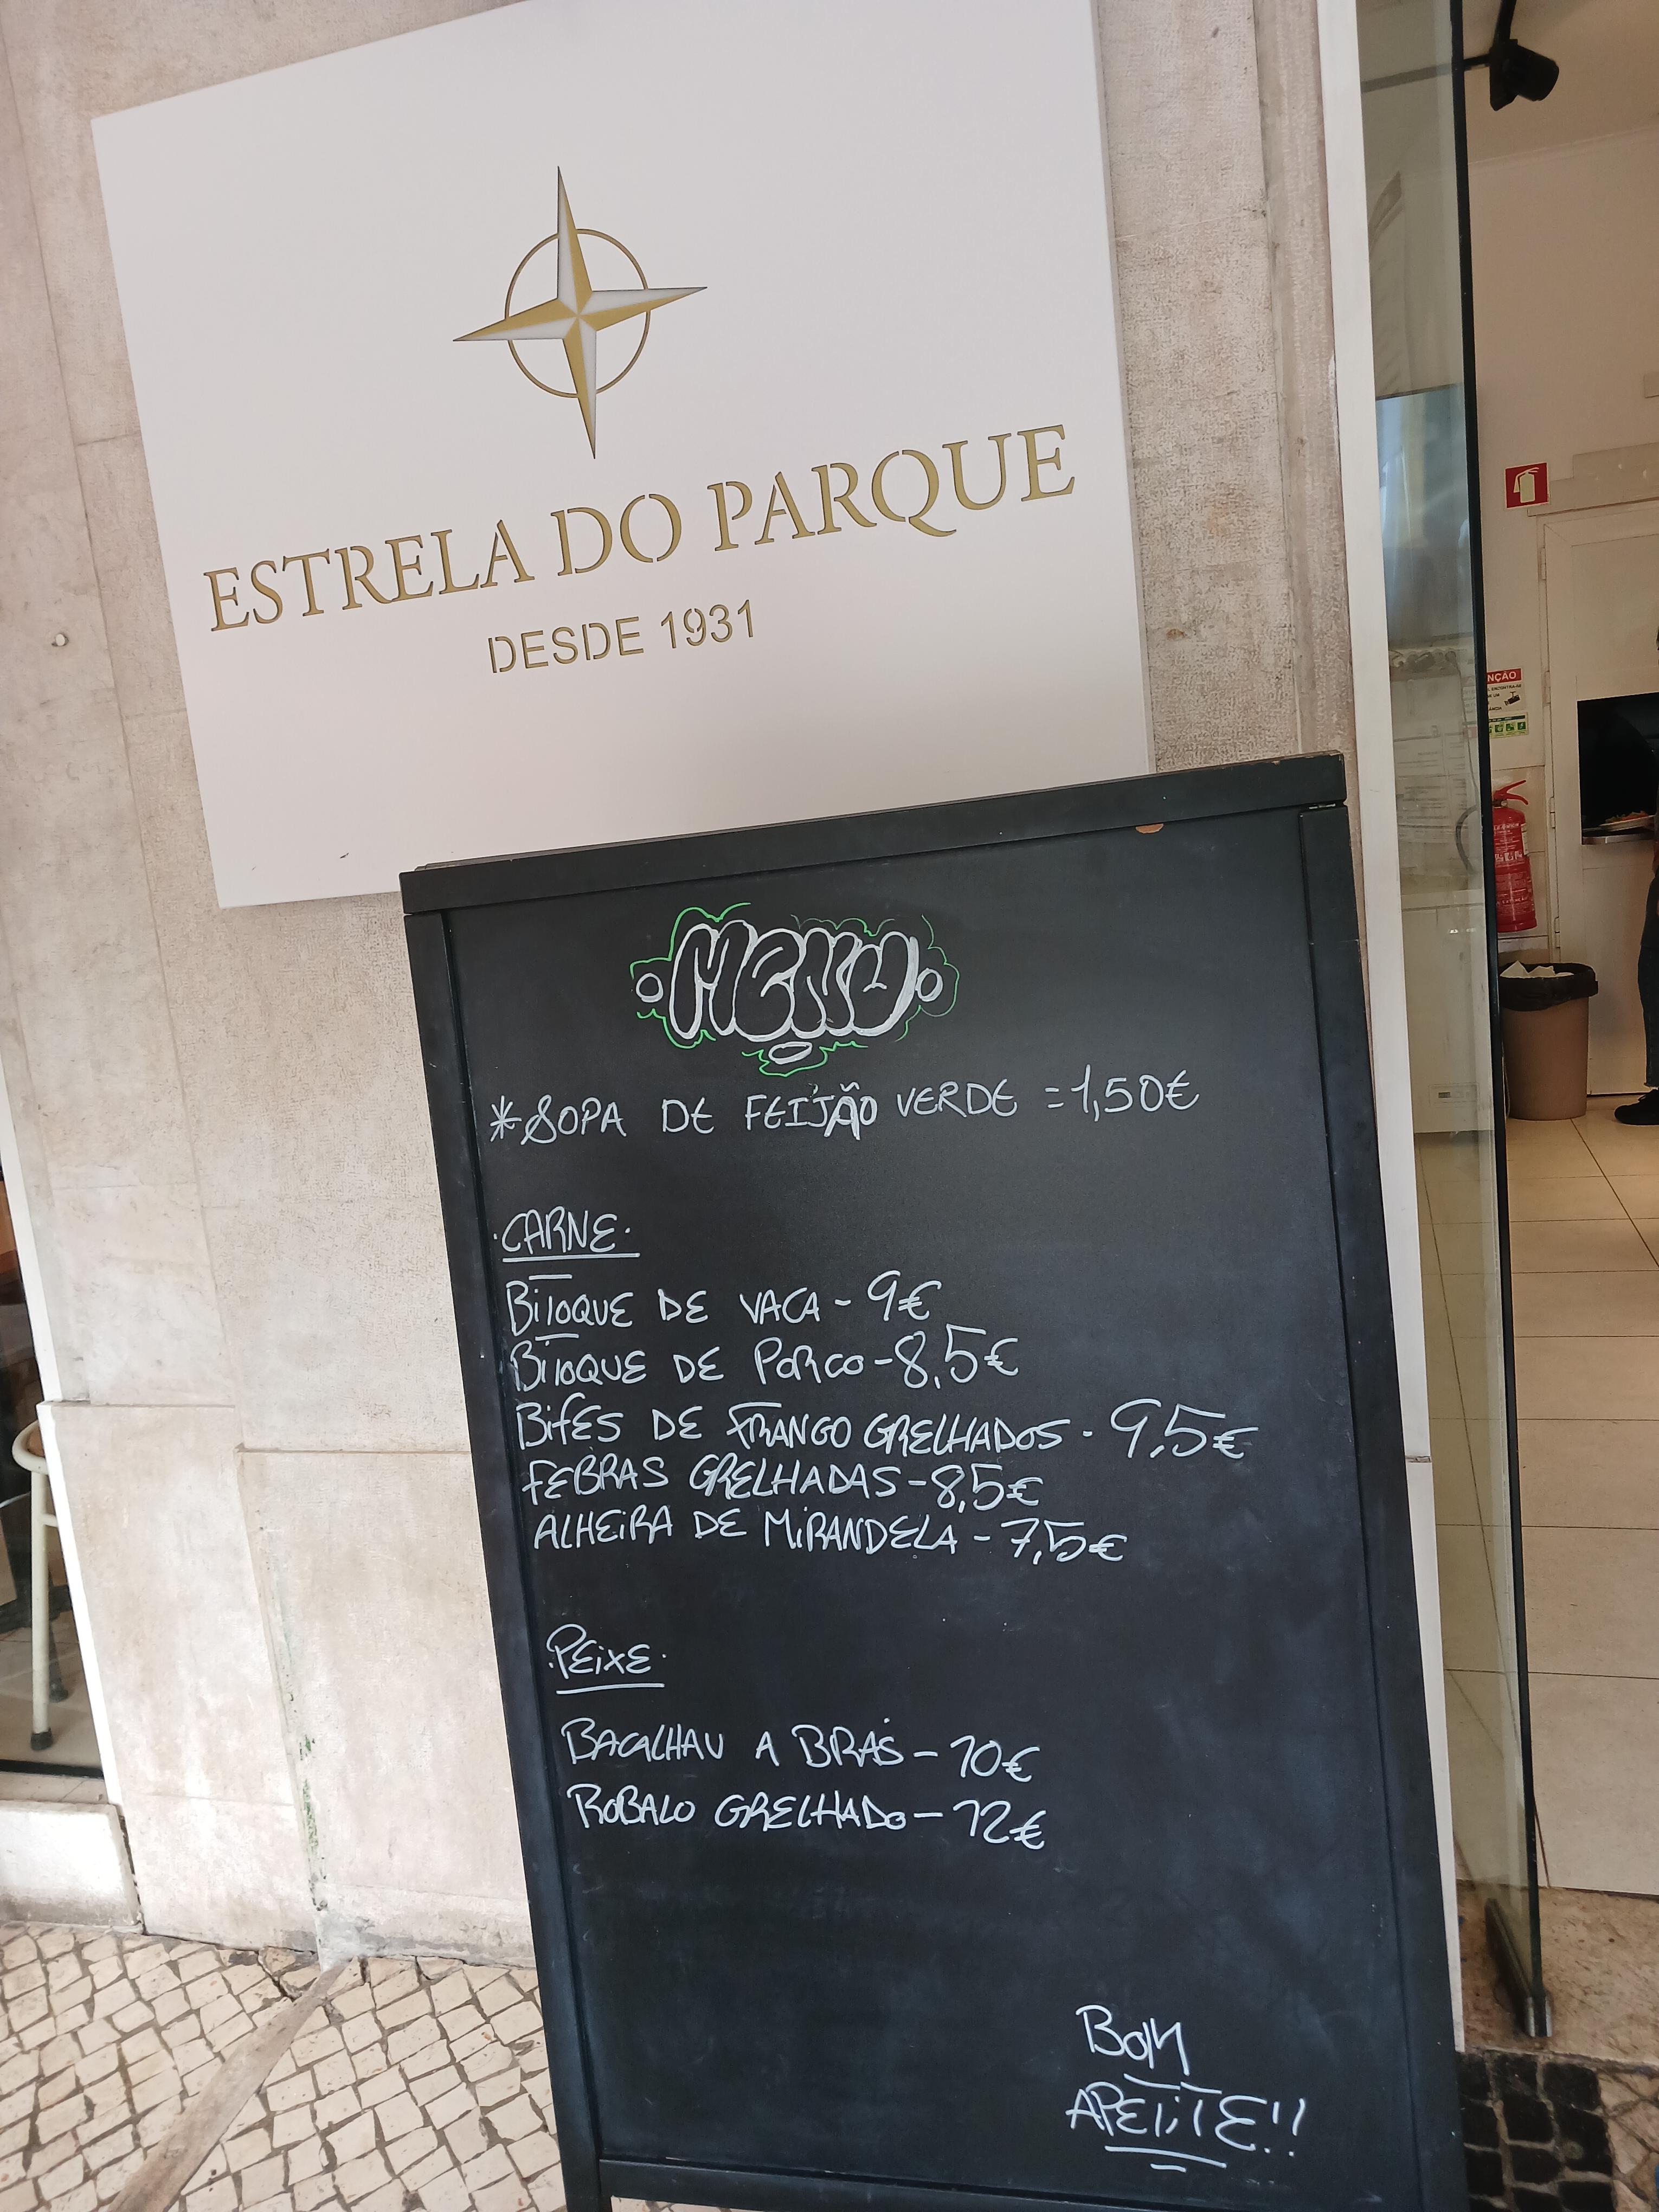 ESTRELA DO PARQUE
DESDE 1931
MENU
*SOPA DE FEIJÃO VERDE = 1,50€
·CARNE·
BiTOQUE DE VACA - 9€
BiTOQUE DE PORCO - 8,5€
BifES DE FRANGO GRELHADOS - 9,5€
FEBRAS GRELHADAS - 8,5€
ALHEiRA DE MiRANDELA - 7,5€
·PEiXE·
BACALHAU A BRÁS - 10€
ROBALO GRELHADO - 12€
BOM
APETiTE!!
NÇÃO